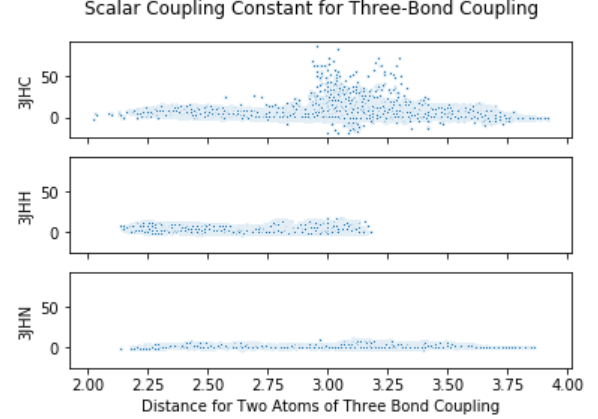 Scalar Coupling Constant for Three-Bond Coupling
3JHC
50
0
3JHH
50
0
3JHN
50
0
2.00 2.25 2.50 2.75 3.00 3.25 3.50 3.75 4.00
Distance for Two Atoms of Three Bond Coupling